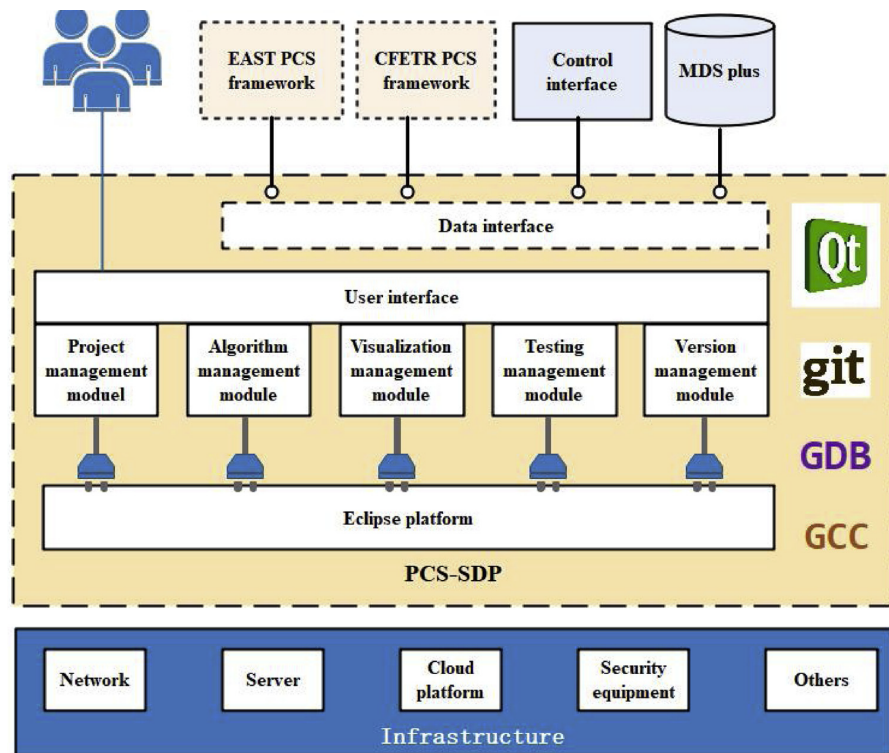 EAST PCS
framework
CFETR PCS
framework
Control
interface
MDS plus
Data interface
Qt
User interface
Project
management
moduel
Algorithm
management
module
Visualization
management
module
Testing
management
module
Version
management
module
git
GDB
Eclipse platform
GCC
PCS-SDP
Network
Server
Cloud
platform
Security
equipment
Others
Infrastructure